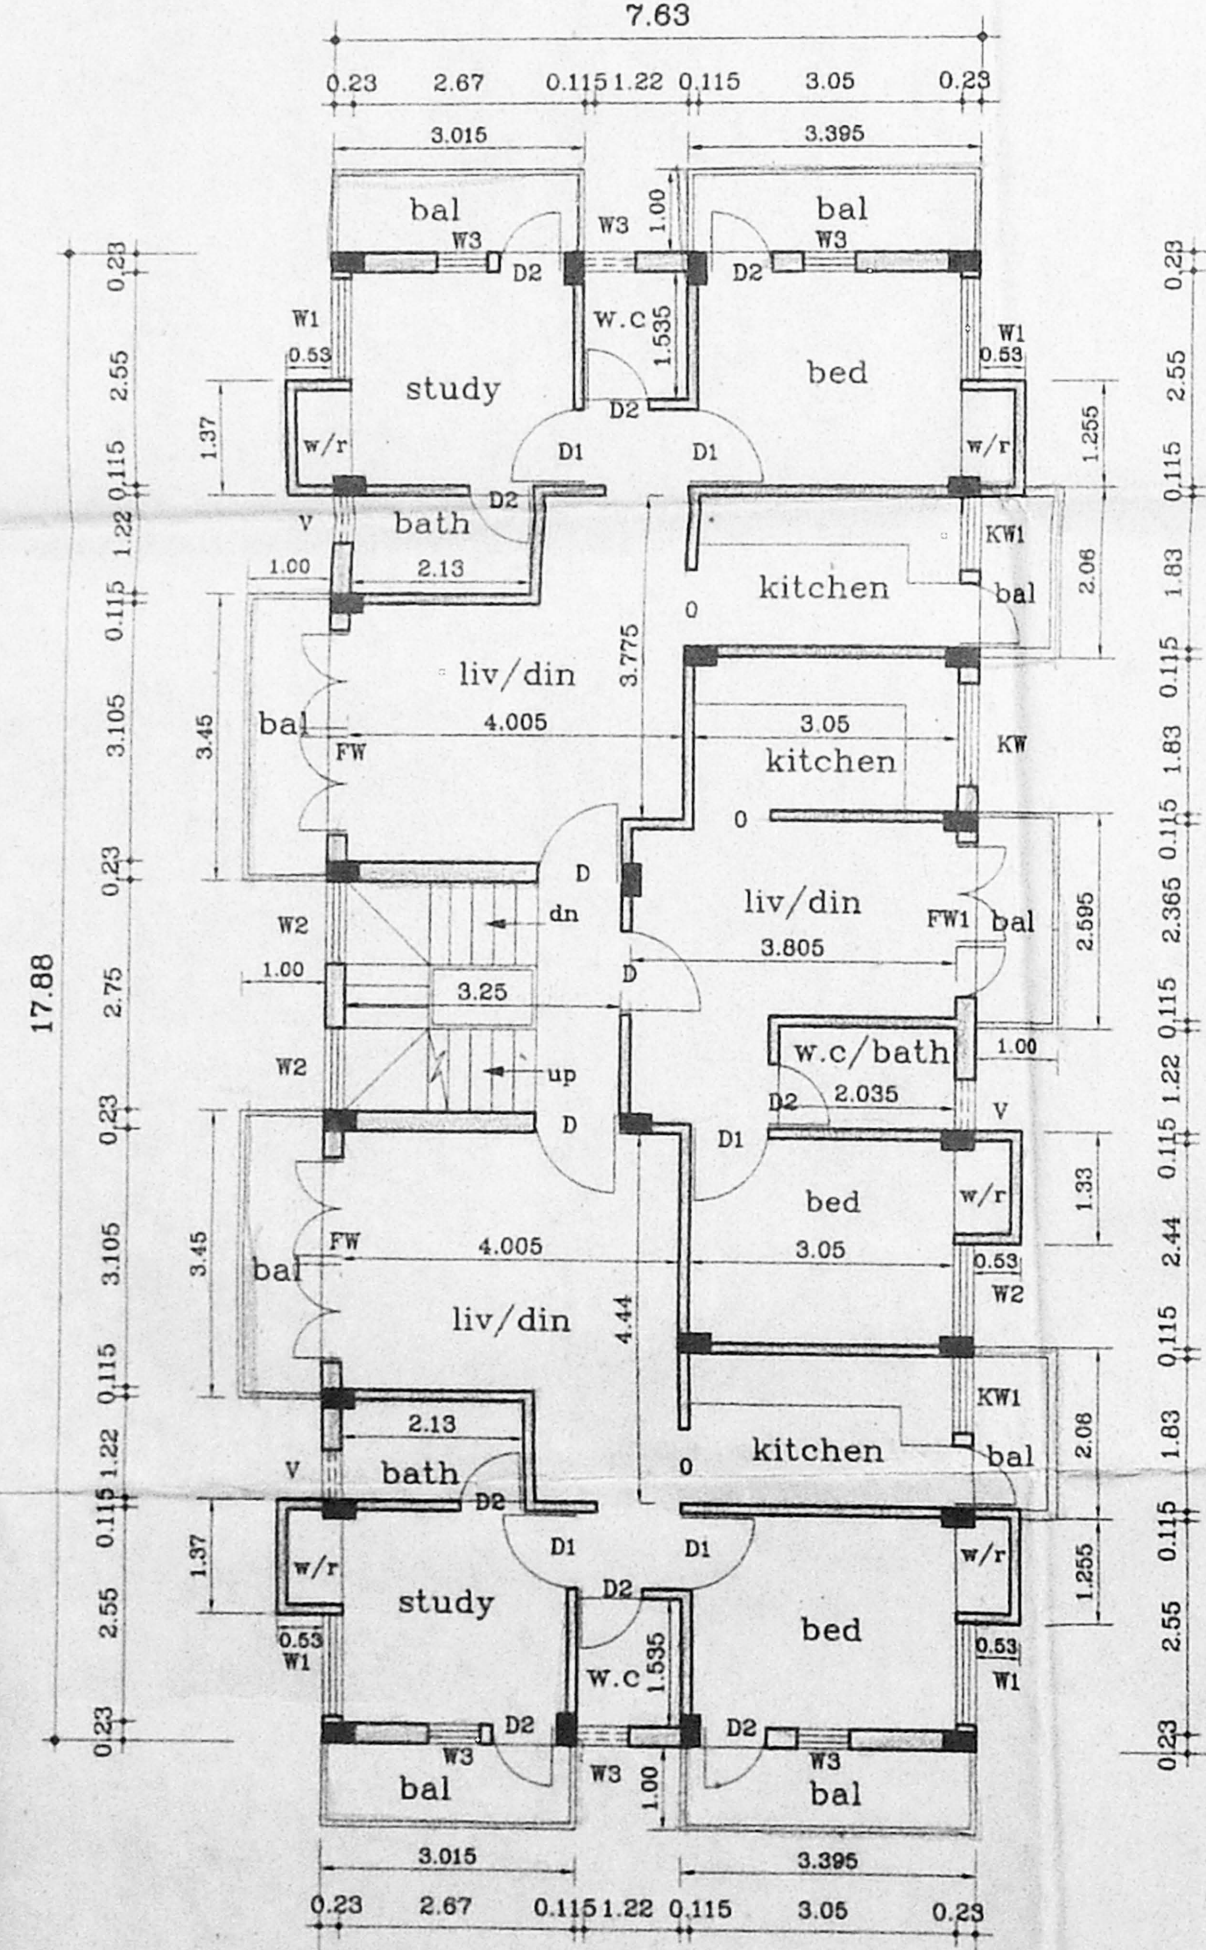 7.63
0.23 2.67 0.115 1.22 0.115 3.05 0.23
3.015 3.395
bal 1.00 bal
W3 W3 W3
0.23 D2 D2 0.23
W1 w.c 1.535 W1
0.53 0.53
2.55 study bed 2.55
D2
1.37 w/r D1 D1 w/r 1.255
0.115 D2 0.115
V bath KW1
1.22 1.00 2.13 kitchen bal 2.06 1.83
0.115 O
liv/din 3.775 0.115
3.105 3.45 bal 4.005 3.05
FW kitchen KW 1.83
O 0.115
0.23 D
W2 dn liv/din FW1 bal 2.595 2.365
3.805
1.00 D
17.88 2.75 3.25
w.c/bath 1.00 0.115
W2 up 2.035 1.22
D2 V
0.23 D D1 0.115
bed w/r 1.33
FW 4.005 3.05 2.44
3.105 3.45 bal 0.53
W2
liv/din 4.44
0.115 0.115
2.13 KW1
1.22 V bath kitchen bal 2.06 1.83
O
0.115 D2
1.37 w/r D1 D1 w/r 1.255 0.115
D2
2.55 study bed 2.55
0.53 0.53
W1 w.c 1.535 W1
0.23 D2 D2 0.23
W3 W3 W3
bal 1.00 bal
3.015 3.395
0.23 2.67 0.115 1.22 0.115 3.05 0.23